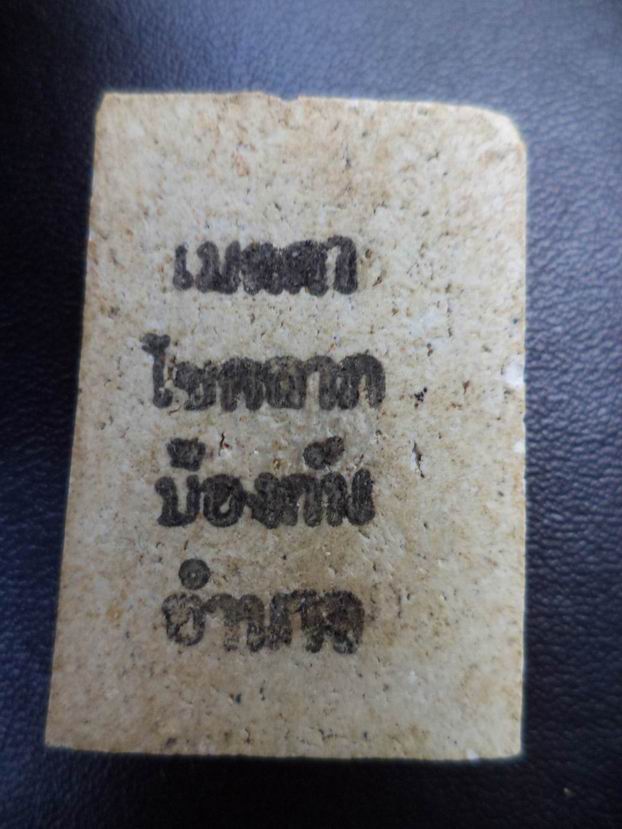 เมตตา
โชคลาภ
ป้องกัน
อำนาจ